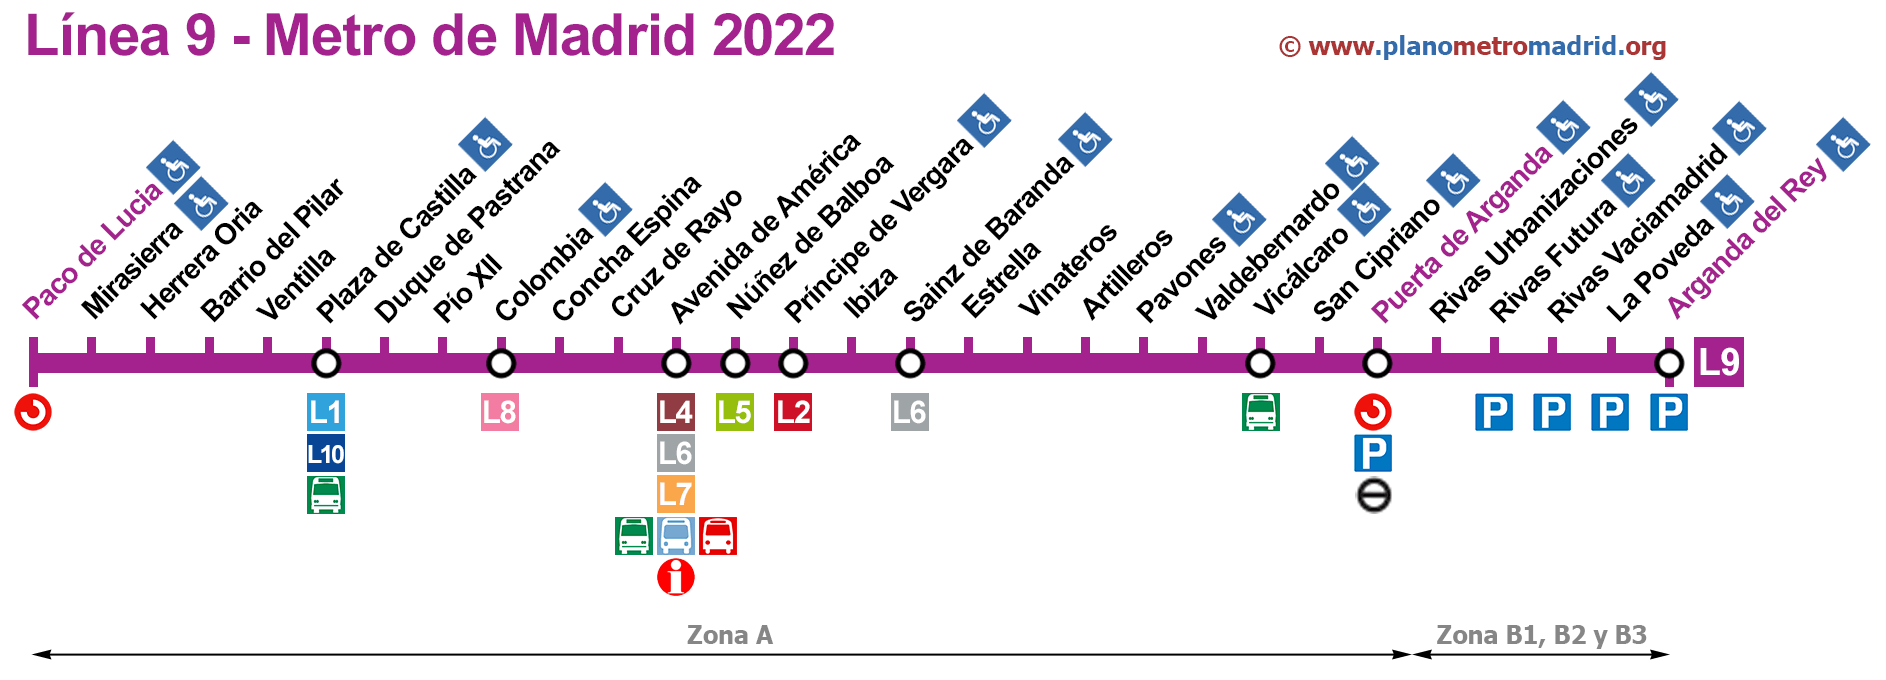 Línea 9 - Metro de Madrid 2022
© www.planometromadrid.org
Paco de Lucia
Mirasierra
Herrera Oria
Barrio del Pilar
Ventilla
Plaza de Castilla
Duque de Pastrana
Pío XII
Colombia
Concha Espina
Cruz de Rayo
Avenida de América
Núñez de Balboa
Príncipe de Vergara
Ibiza
Sainz de Baranda
Estrella
Vinateros
Artilleros
Pavones
Valdebernardo
Vicálcaro
San Cipriano
Puerta de Arganda
Rivas Urbanizaciones
Rivas Futura
Rivas Vaciamadrid
La Poveda
Arganda del Rey
L9
L1
L8
L4
L5
L2
L6
P
P
P
P
L10
L6
P
L7
i
Zona A
Zona B1, B2 y B3